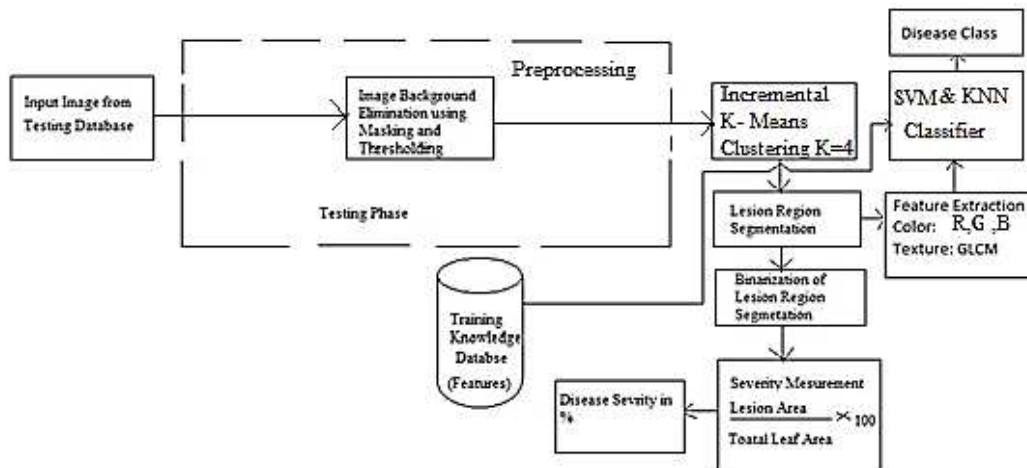 Disease Class
Preprocessing
Input Image from
Testing Database
Image Background
Elimination using
Masking and
Thresholding
Incremental
K- Means
Clustering K=4
SVM & KNN
Classifier
Testing Phase
Lesion Region
Segmentation
Feature Extraction
Color: R,G,B
Texture: GLCM
Binarization of
Lesion Region
Segmetation
Training
Knowledge
Databse
(Features)
Disease Sevrity in
%
Severity Mesurement
Lesion Area
× 100
Toatal Leaf Area